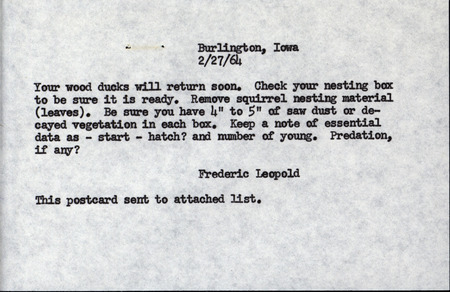 Burlington, Iowa
2/27/64
Your wood ducks will return soon. Check your nesting box
to be sure it is ready. Remove squirrel nesting material
(leaves). Be sure you have 4" to 5" of saw dust or de-
cayed vegetation in each box. Keep a note of essential
data as - start - hatch? and number of young. Predation,
if any?
Frederic Leopold
This postcard sent to attached list.